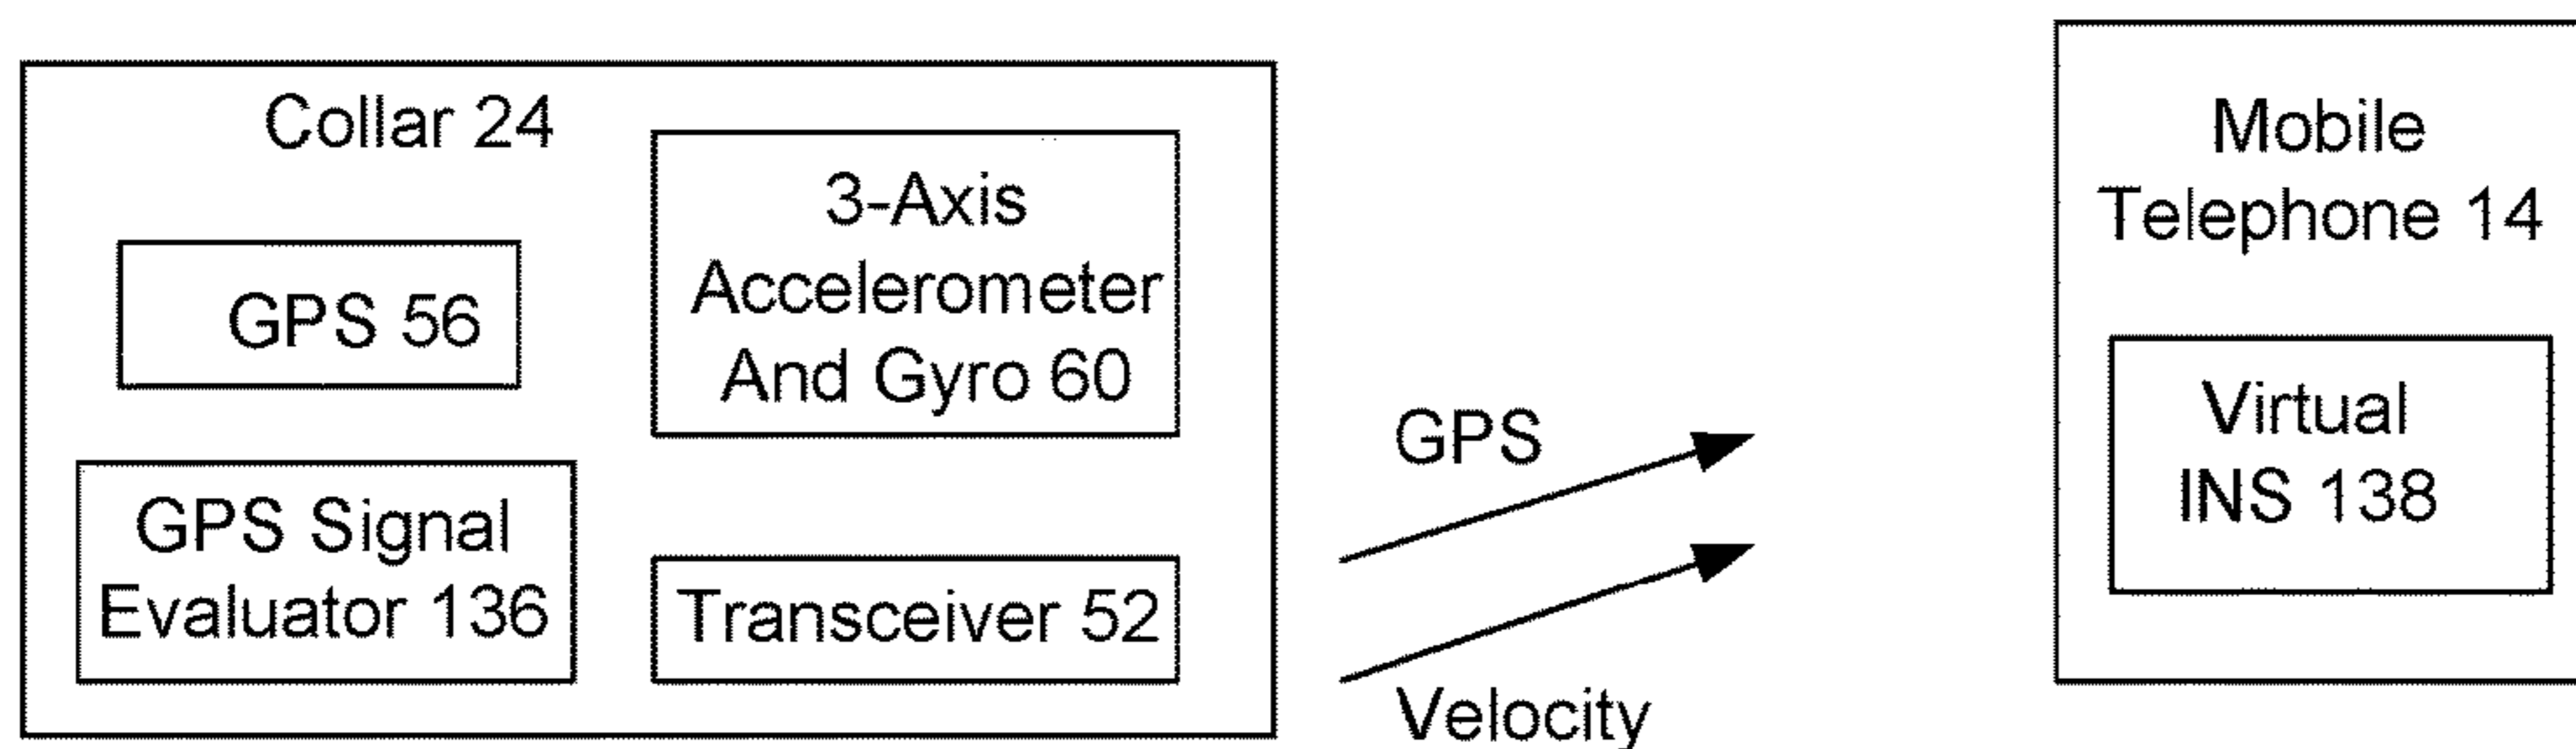 Collar 24
GPS 56
3-Axis
Accelerometer
And Gyro 60
GPS Signal
Evaluator 136
Transceiver 52
GPS
Velocity
Mobile
Telephone 14
Virtual
INS 138